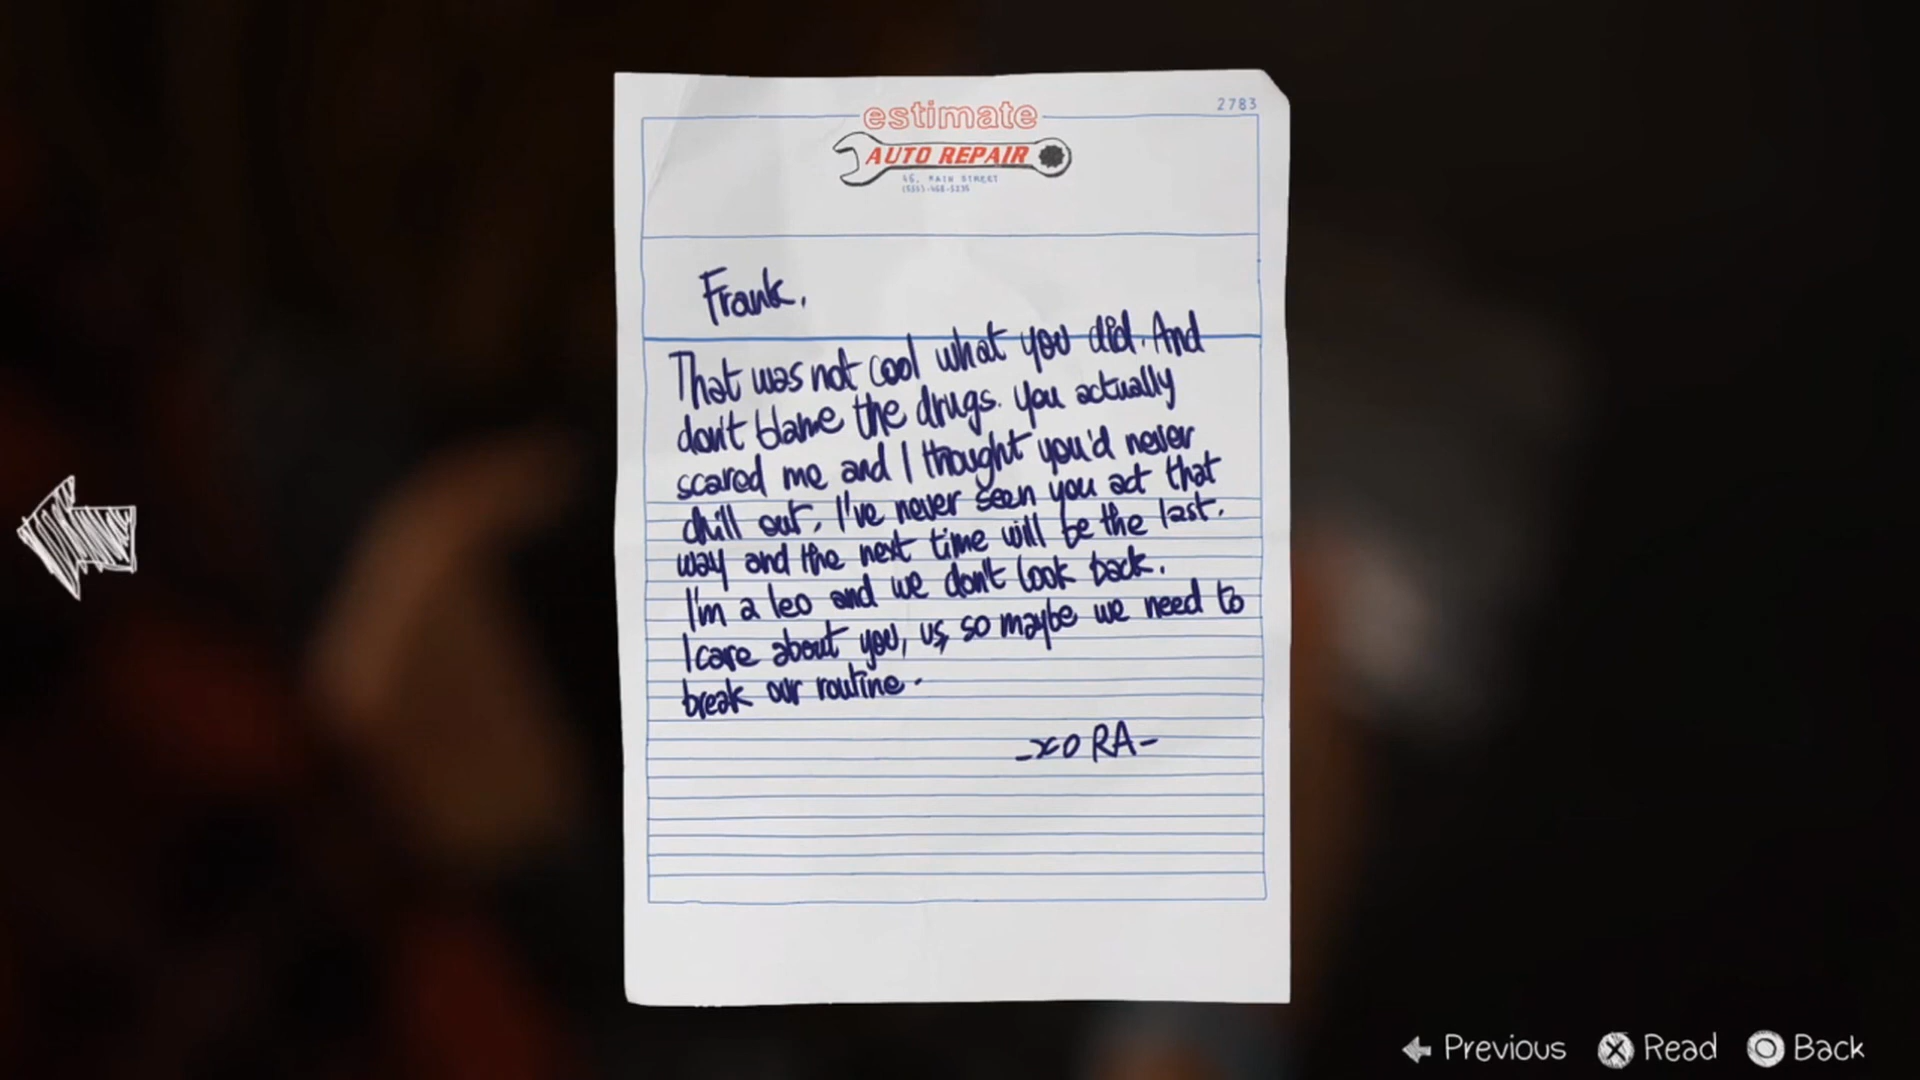 2783
estimate
AUTO REPAIR
45, MAIN STREET
Frank,
That was not cool what you did. And
don't blame the drugs. You actually
scared me and I thought you'd never
chill out. I've never seen you act that
way and the next time will be the last.
I'm a leo and we don't look back.
I care about you, us, so maybe we need to
break our routine.
-xo RA-
Previous
Read
Back